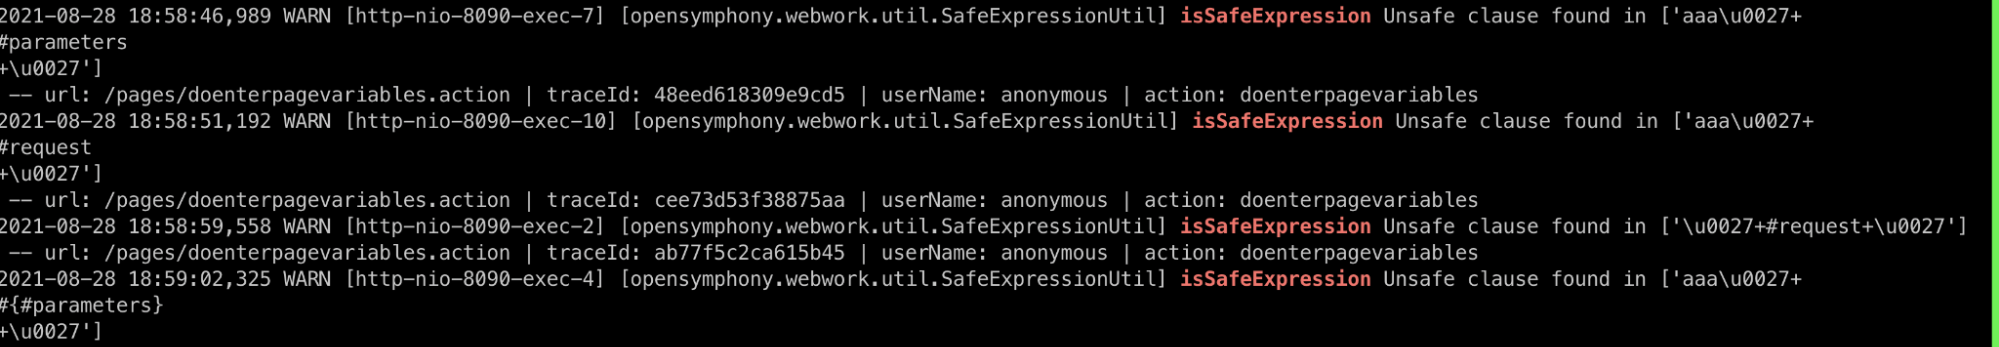 2021-08-28 18:58:46,989 WARN [http-nio-8090-exec-7] [opensymphony.webwork.util.SafeExpressionUtil] isSafeExpression Unsafe clause found in ['aaa\u0027+
#parameters
+\u0027']
-- url: /pages/doenterpagevariables.action | traceId: 48eed618309e9cd5 | userName: anonymous | action: doenterpagevariables
2021-08-28 18:58:51,192 WARN [http-nio-8090-exec-10] [opensymphony.webwork.util.SafeExpressionUtil] isSafeExpression Unsafe clause found in ['aaa\u0027+
#request
+\u0027']
-- url: /pages/doenterpagevariables.action | traceId: cee73d53f38875aa | userName: anonymous | action: doenterpagevariables
2021-08-28 18:58:59,558 WARN [http-nio-8090-exec-2] [opensymphony.webwork.util.SafeExpressionUtil] isSafeExpression Unsafe clause found in ['\u0027+#request+\u0027']
-- url: /pages/doenterpagevariables.action | traceId: ab77f5c2ca615b45 | userName: anonymous | action: doenterpagevariables
2021-08-28 18:59:02,325 WARN [http-nio-8090-exec-4] [opensymphony.webwork.util.SafeExpressionUtil] isSafeExpression Unsafe clause found in ['aaa\u0027+
#{#parameters}
+\u0027']